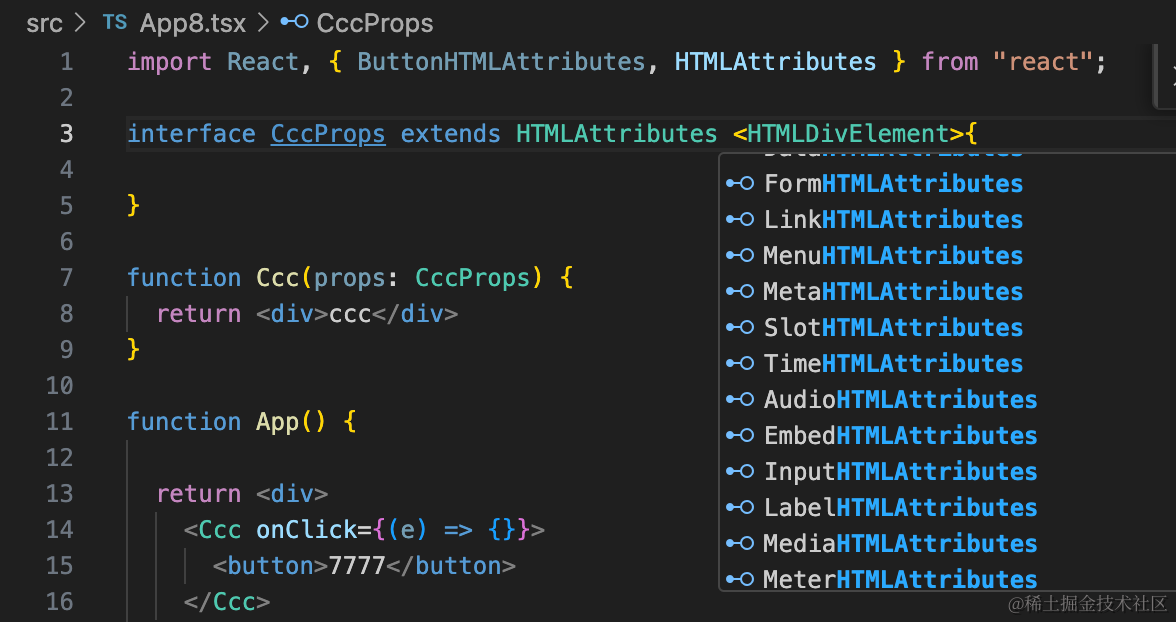 src > TS App8.tsx > CccProps
1 import React, { ButtonHTMLAttributes, HTMLAttributes } from "react";
2
3 interface CccProps extends HTMLAttributes <HTMLDivElement>{
4
5 }
6
7 function Ccc(props: CccProps) {
8 return <div>ccc</div>
9 }
10
11 function App() {
12
13 return <div>
14 <Ccc onClick={(e) => {}}>
15 <button>7777</button>
16 </Ccc>
FormHTMLAttributes
LinkHTMLAttributes
MenuHTMLAttributes
MetaHTMLAttributes
SlotHTMLAttributes
TimeHTMLAttributes
AudioHTMLAttributes
EmbedHTMLAttributes
InputHTMLAttributes
LabelHTMLAttributes
MediaHTMLAttributes
MeterHTMLAttributes
@稀土掘金技术社区